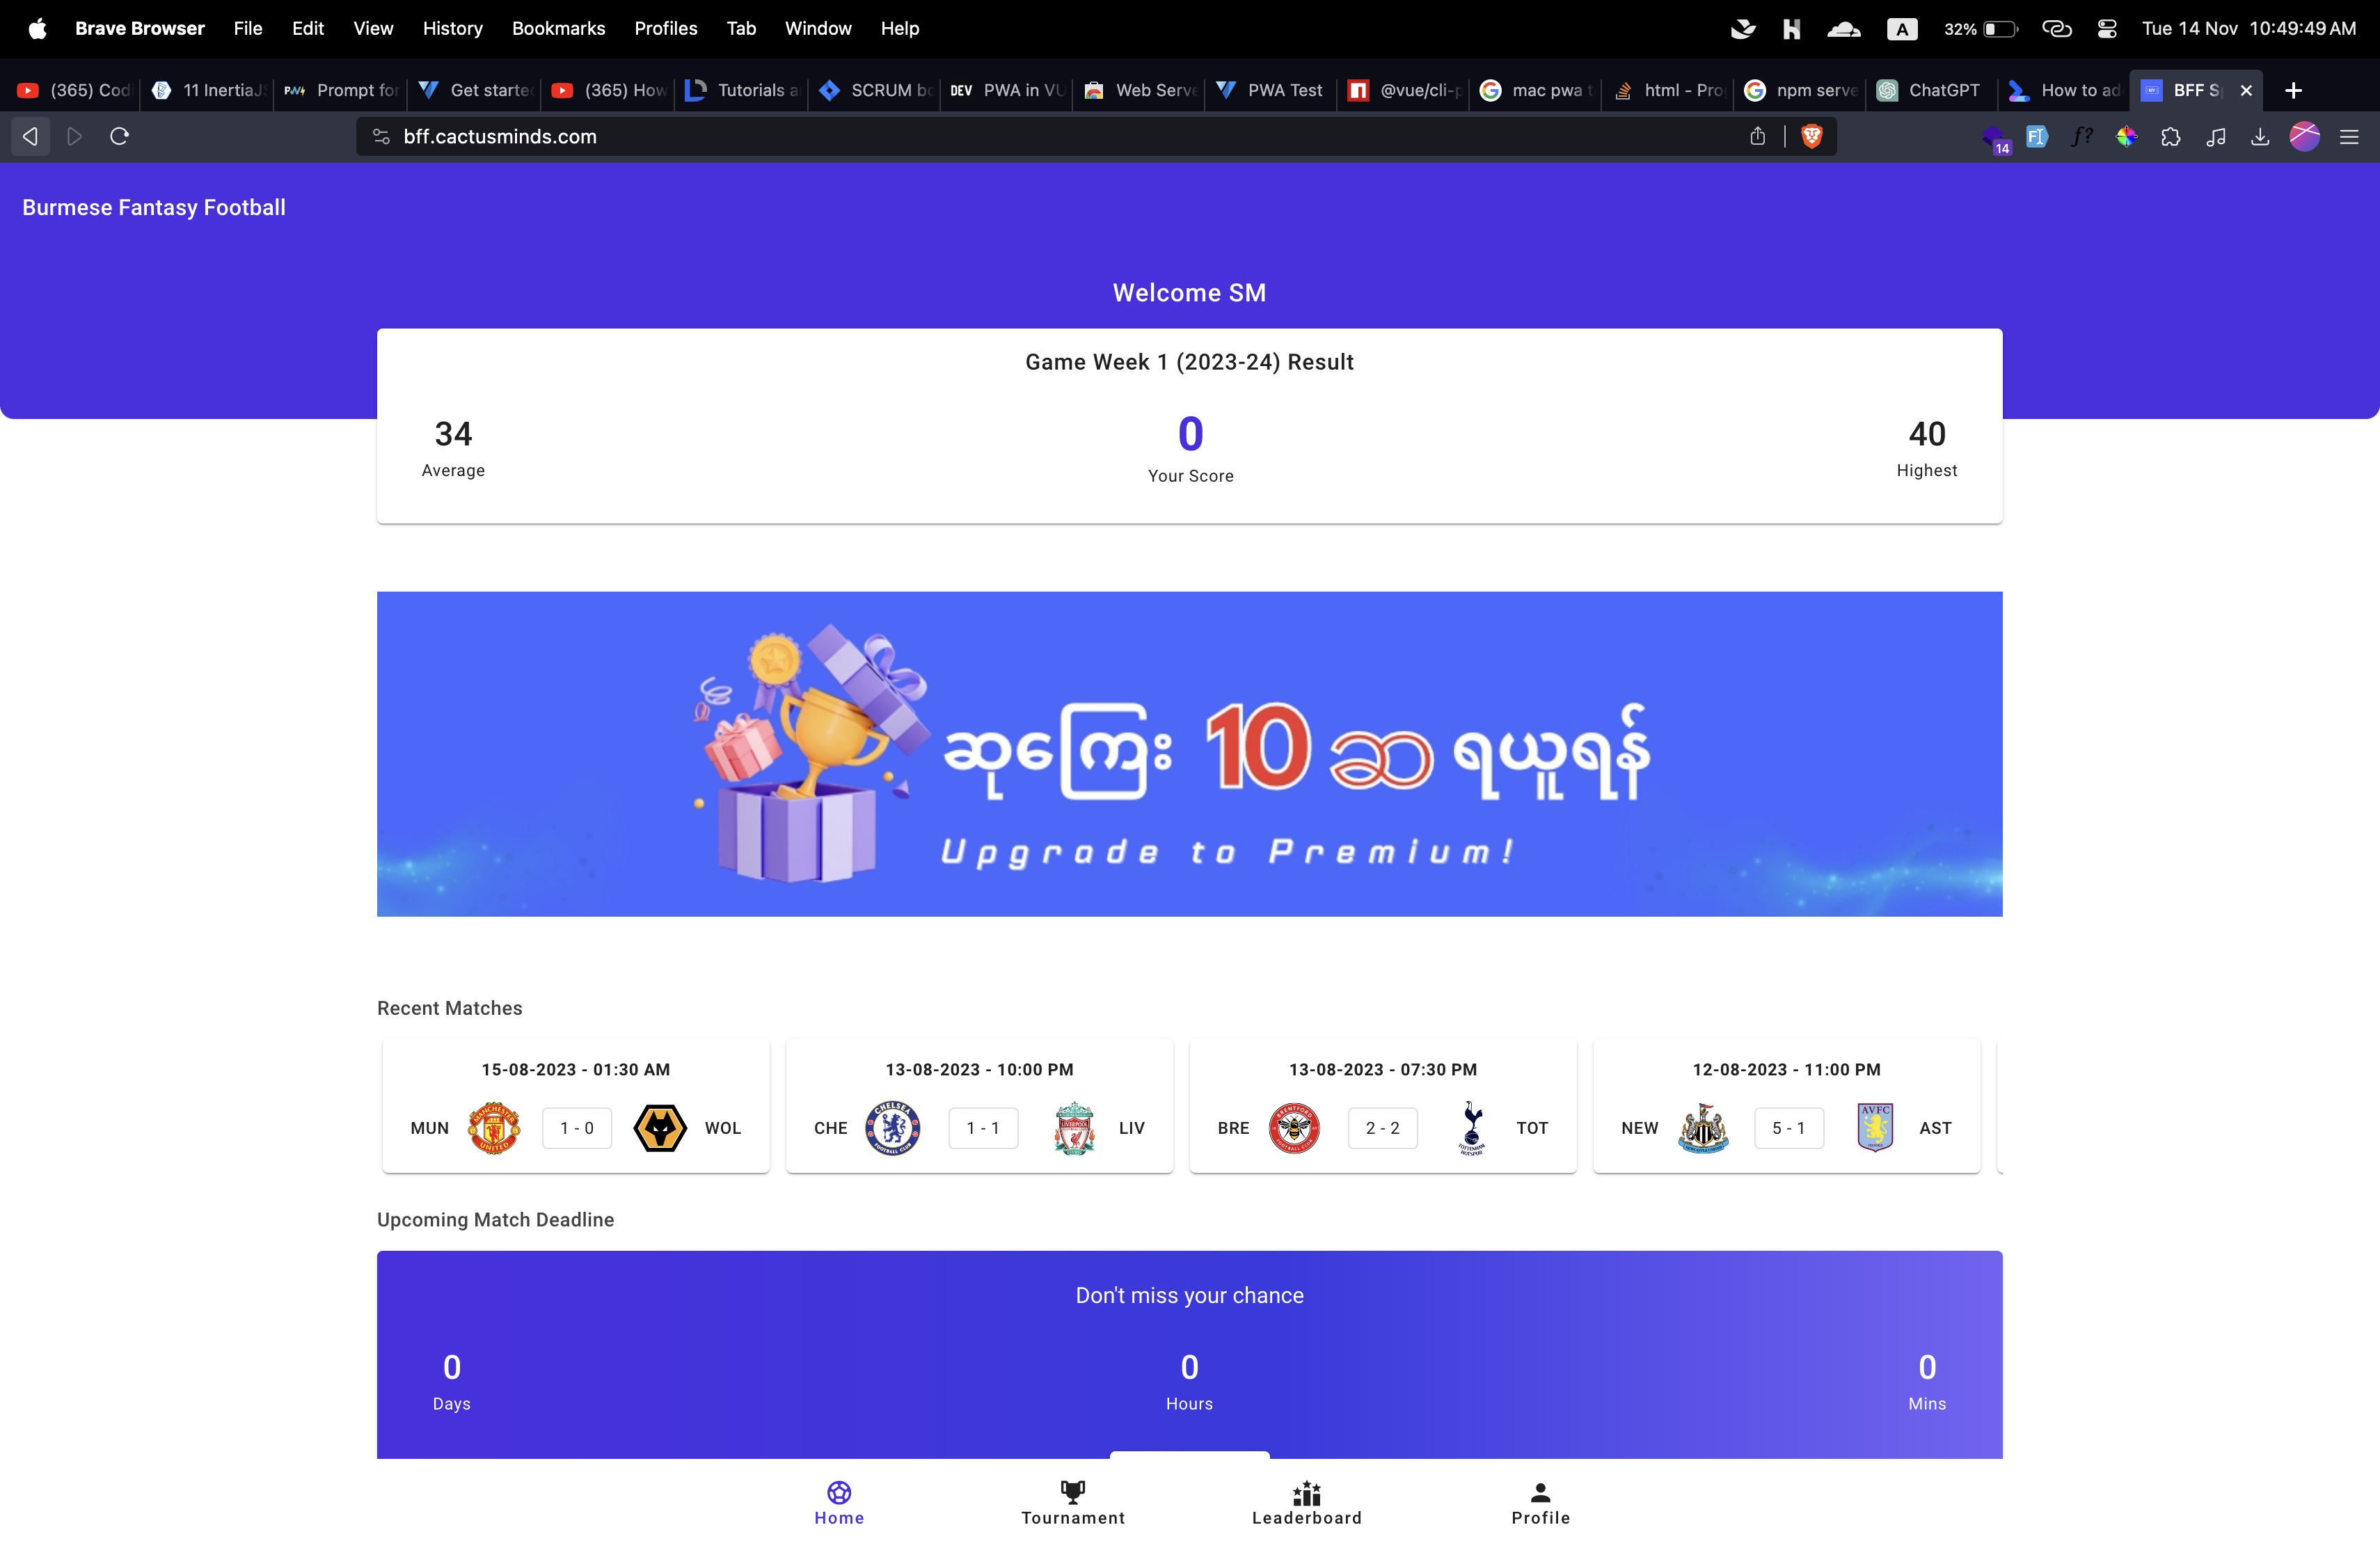 Brave Browser File Edit View History Bookmarks Profiles Tab Window Help A 32% Tue 14 Nov 10:49:49 AM
(365) Codi 11 InertiaJS Prompt for Get starte (365) How Tutorials a SCRUM bo DEV PWA in VU Web Serve PWA Test @vue/cli-p mac pwa t html - Pro npm serve ChatGPT How to ad BFF S
bff.cactusminds.com 14
Burmese Fantasy Football
Welcome SM
Game Week 1 (2023-24) Result
34 0 40
Average Your Score Highest
ဆုကြေး 10 ဆ ရယူရန်
Upgrade to Premium!
Recent Matches
15-08-2023 - 01:30 AM 13-08-2023 - 10:00 PM 13-08-2023 - 07:30 PM 12-08-2023 - 11:00 PM
MUN 1 - 0 WOL CHE 1 - 1 LIV BRE 2 - 2 TOT NEW 5 - 1 AST
Upcoming Match Deadline
Don't miss your chance
0 0 0
Days Hours Mins
Home Tournament Leaderboard Profile